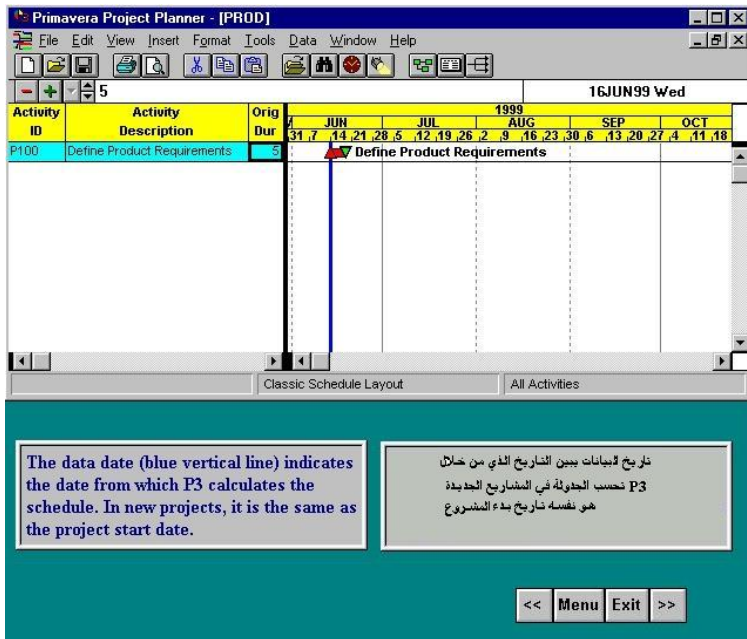 Primavera Project Planner - [PROD]
File Edit View Insert Format Tools Data Window Help
5
16JUN99 Wed
Activity ID Activity Description Orig Dur
1999
JUN JUL AUG SEP OCT
31 ,7 ,14 ,21 ,28 ,5 ,12 ,19 ,26 ,2 ,9 ,16 ,23 ,30 ,6 ,13 ,20 ,27 ,4 ,11 ,18
P100 Define Product Requirements 5
Define Product Requirements
Classic Schedule Layout All Activities
The data date (blue vertical line) indicates
the date from which P3 calculates the
schedule. In new projects, it is the same as
the project start date.
تاريخ البيانات يبين التاريخ الذي من خلال
P3 تحسب الجدولة في المشاريع الجديدة
هو نفسه تاريخ بدء المشروع
<< Menu Exit >>